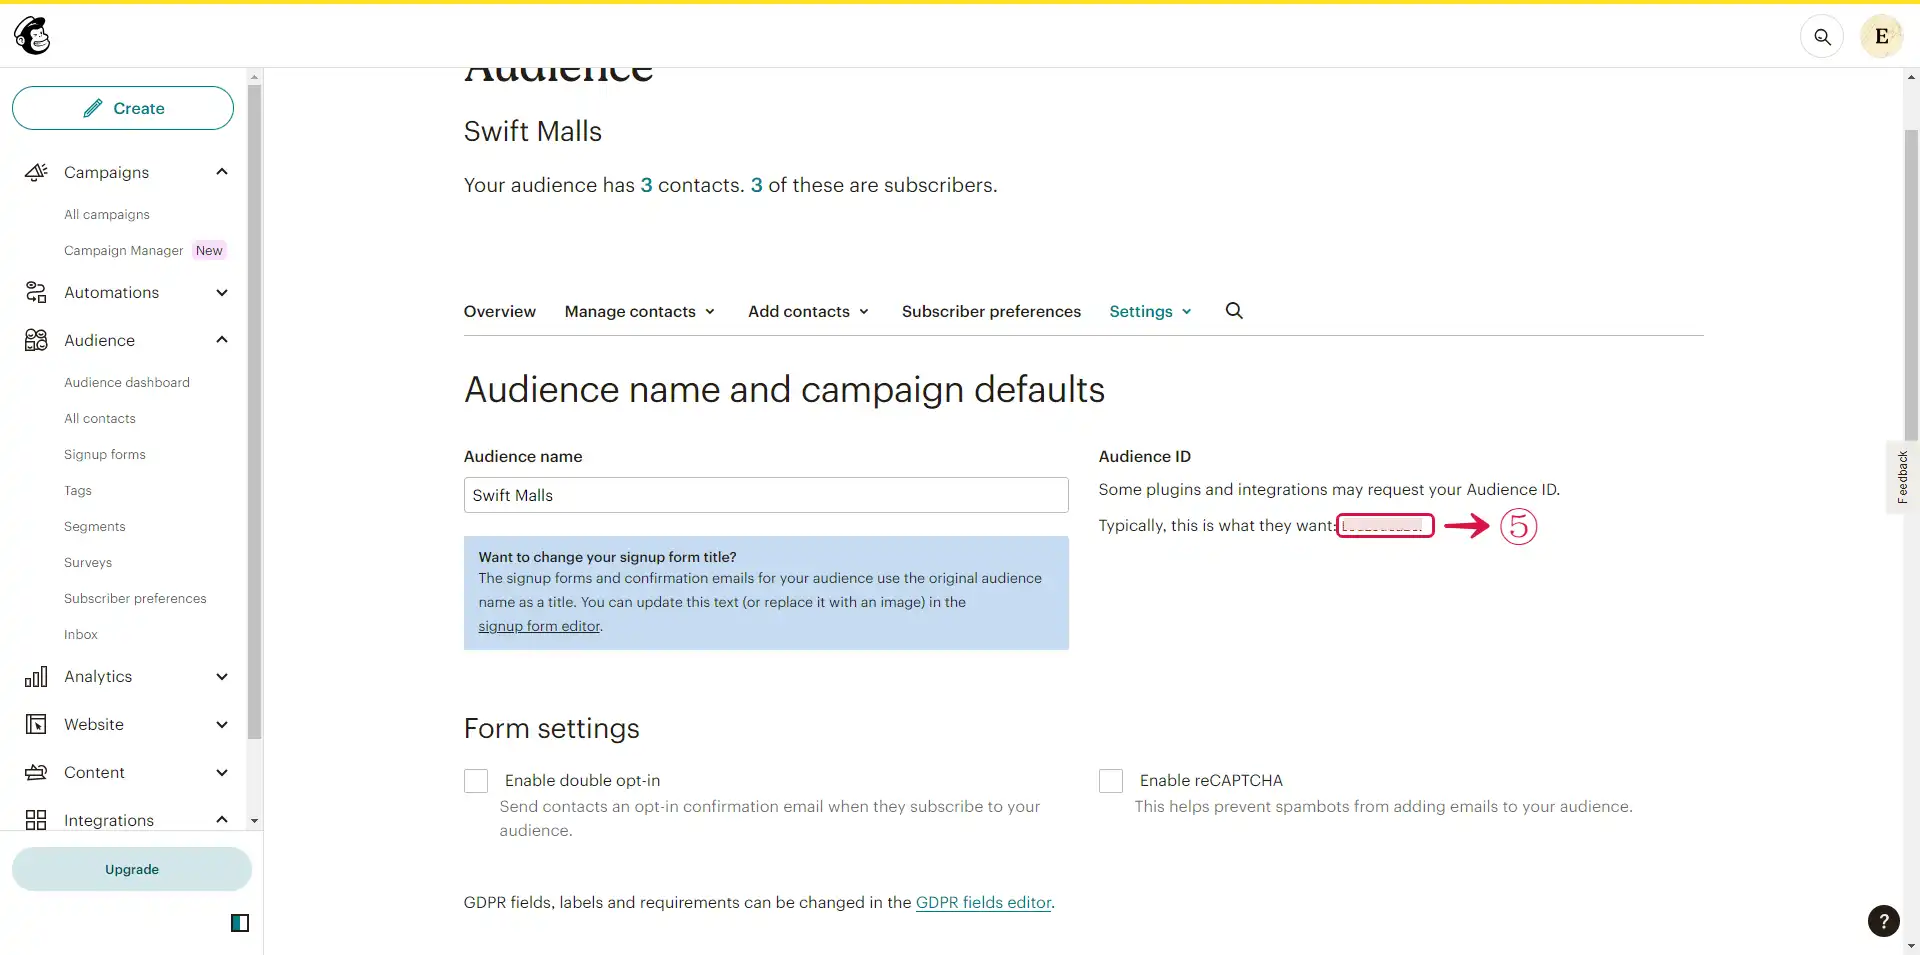 E
Audience
Create
Swift Malls
Campaigns
Your audience has 3 contacts. 3 of these are subscribers.
All campaigns
Campaign Manager New
Automations
Overview Manage contacts Add contacts Subscriber preferences Settings
Audience
Audience dashboard
All contacts
Signup forms
Tags
Segments
Surveys
Subscriber preferences
Inbox
Analytics
Website
Content
Integrations
Upgrade
Audience name and campaign defaults
Audience name
Swift Malls
Want to change your signup form title?
The signup forms and confirmation emails for your audience use the original audience
name as a title. You can update this text (or replace it with an image) in the
signup form editor.
Audience ID
Some plugins and integrations may request your Audience ID.
Typically, this is what they want:
5
Feedback
Form settings
Enable double opt-in
Send contacts an opt-in confirmation email when they subscribe to your
audience.
Enable reCAPTCHA
This helps prevent spambots from adding emails to your audience.
GDPR fields, labels and requirements can be changed in the GDPR fields editor.
?